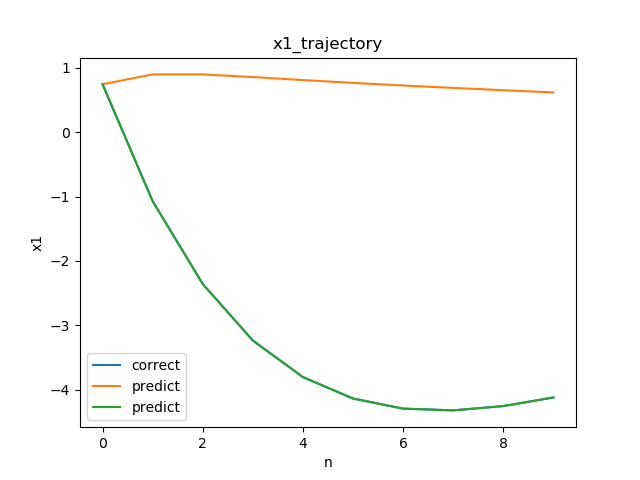 x1_trajectory
1
0
−1
−2
−3
−4
x1
correct
predict
predict
0 2 4 6 8
n